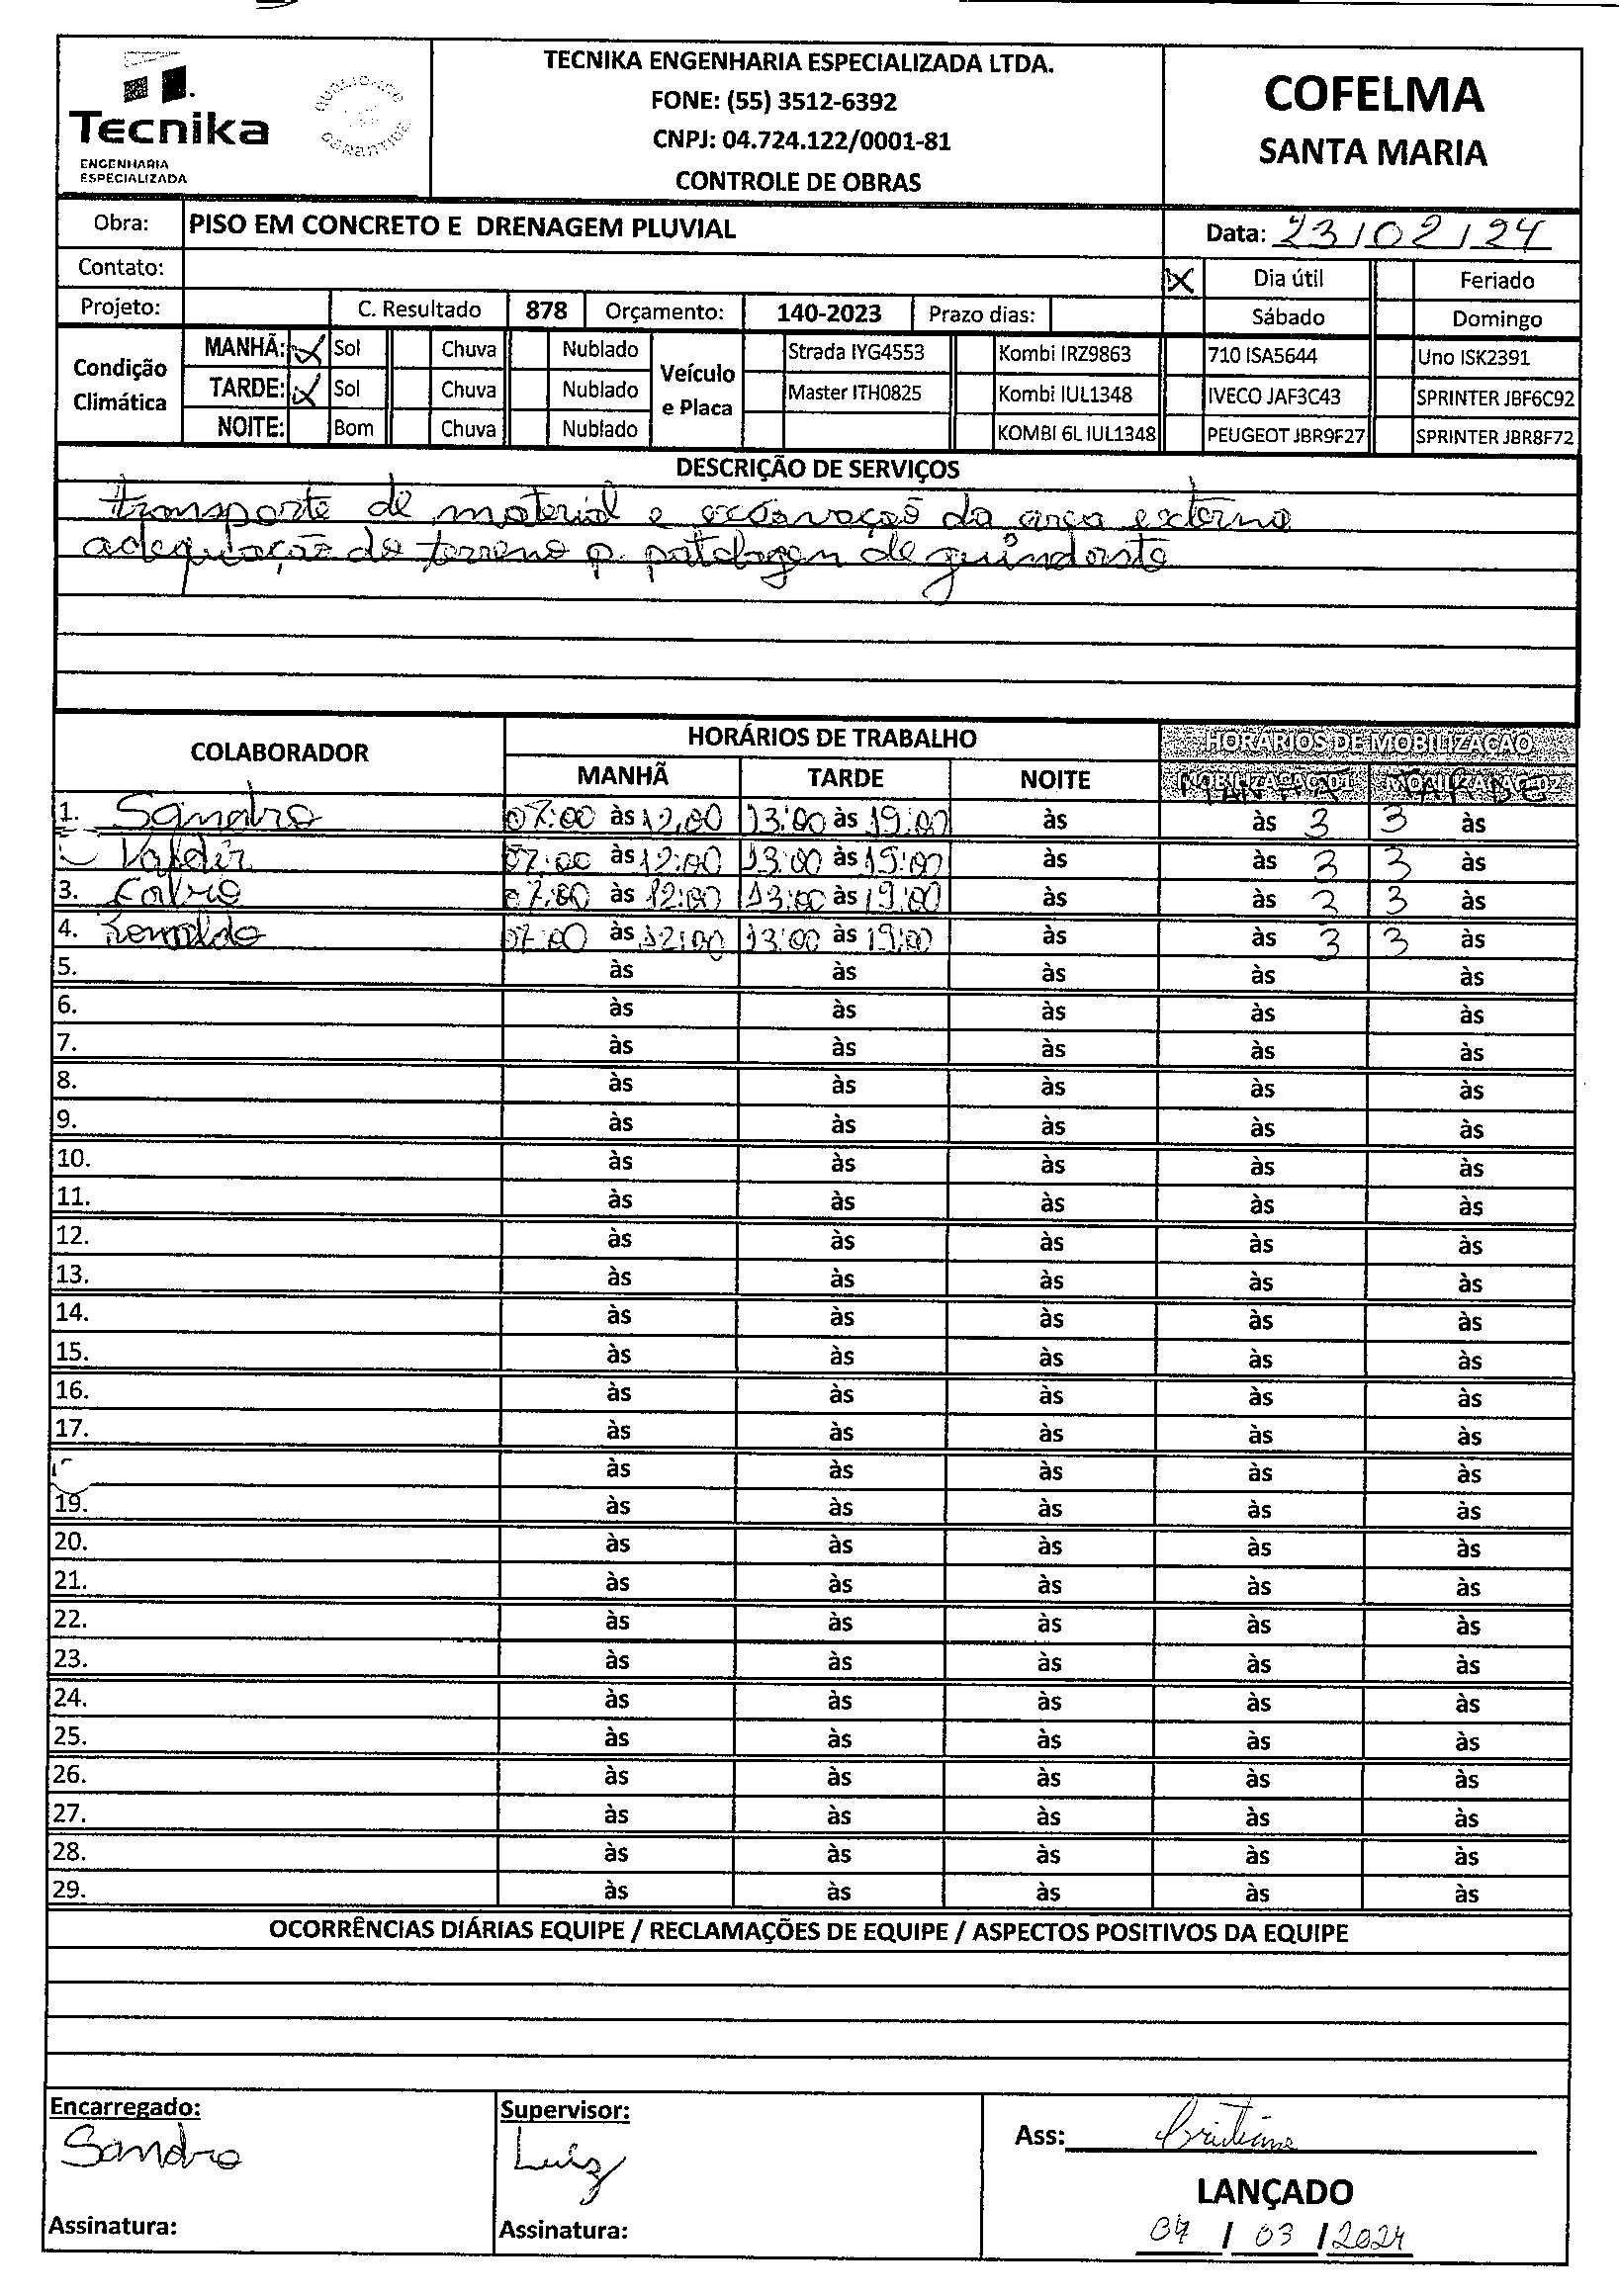 Tecnika
ENGENHARIA
ESPECIALIZADA
TECNIKA ENGENHARIA ESPECIALIZADA LTDA.
FONE: (55) 3512-6392
CNPJ: 04.724.122/0001-81
CONTROLE DE OBRAS
COFELMA
SANTA MARIA
Obra: PISO EM CONCRETO E DRENAGEM PLUVIAL Data: 23/02/24
Contato: X Dia útil Feriado
Projeto: C. Resultado 878 Orçamento: 140-2023 Prazo dias: Sábado Domingo
Condição Climática
MANHÃ: X Sol Chuva Nublado
TARDE: X Sol Chuva Nublado
NOITE: Bom Chuva Nublado
Veículo e Placa
Strada IYG4553 Kombi IRZ9863 710 ISA5644 Uno ISK2391
Master ITH0825 Kombi IUL1348 IVECO JAF3C43 SPRINTER JBF6C92
KOMBI 6L IUL1348 PEUGEOT JBR9F27 SPRINTER JBR8F72
DESCRIÇÃO DE SERVIÇOS
transporte de material e escavação da area externa
adequação do terreno p. patolagen de guindaste
COLABORADOR HORÁRIOS DE TRABALHO HORÁRIOS DE MOBILIZAÇÃO
MANHÃ TARDE NOITE MANHÃ TARDE
1. Sandro 07:00 às 12:00 13:00 às 19:00 às às 3 3 às
Valdir 07:00 às 12:00 13:00 às 19:00 às às 3 3 às
3. 07:00 às 12:00 13:00 às 19:00 às às 3 3 às
4. Ronaldo 07:00 às 12:00 13:00 às 19:00 às às 3 3 às
5. às às às às às
6. às às às às às
7. às às às às às
8. às às às às às
9. às às às às às
10. às às às às às
11. às às às às às
12. às às às às às
13. às às às às às
14. às às às às às
15. às às às às às
16. às às às às às
17. às às às às às
às às às às às
19. às às às às às
20. às às às às às
21. às às às às às
22. às às às às às
23. às às às às às
24. às às às às às
25. às às às às às
26. às às às às às
27. às às às às às
28. às às às às às
29. às às às às às
OCORRÊNCIAS DIÁRIAS EQUIPE / RECLAMAÇÕES DE EQUIPE / ASPECTOS POSITIVOS DA EQUIPE
Encarregado:
Sandro
Assinatura:
Supervisor:
Luiz
Assinatura:
Ass: Cristiane
LANÇADO
04 / 03 / 2024